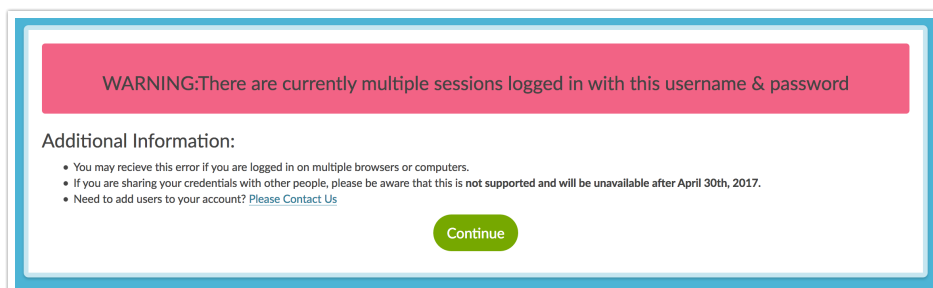 WARNING:There are currently multiple sessions logged in with this username & password
Additional Information:
• You may recieve this error if you are logged in on multiple browsers or computers.
• If you are sharing your credentials with other people, please be aware that this is not supported and will be unavailable after April 30th, 2017.
• Need to add users to your account? Please Contact Us
Continue